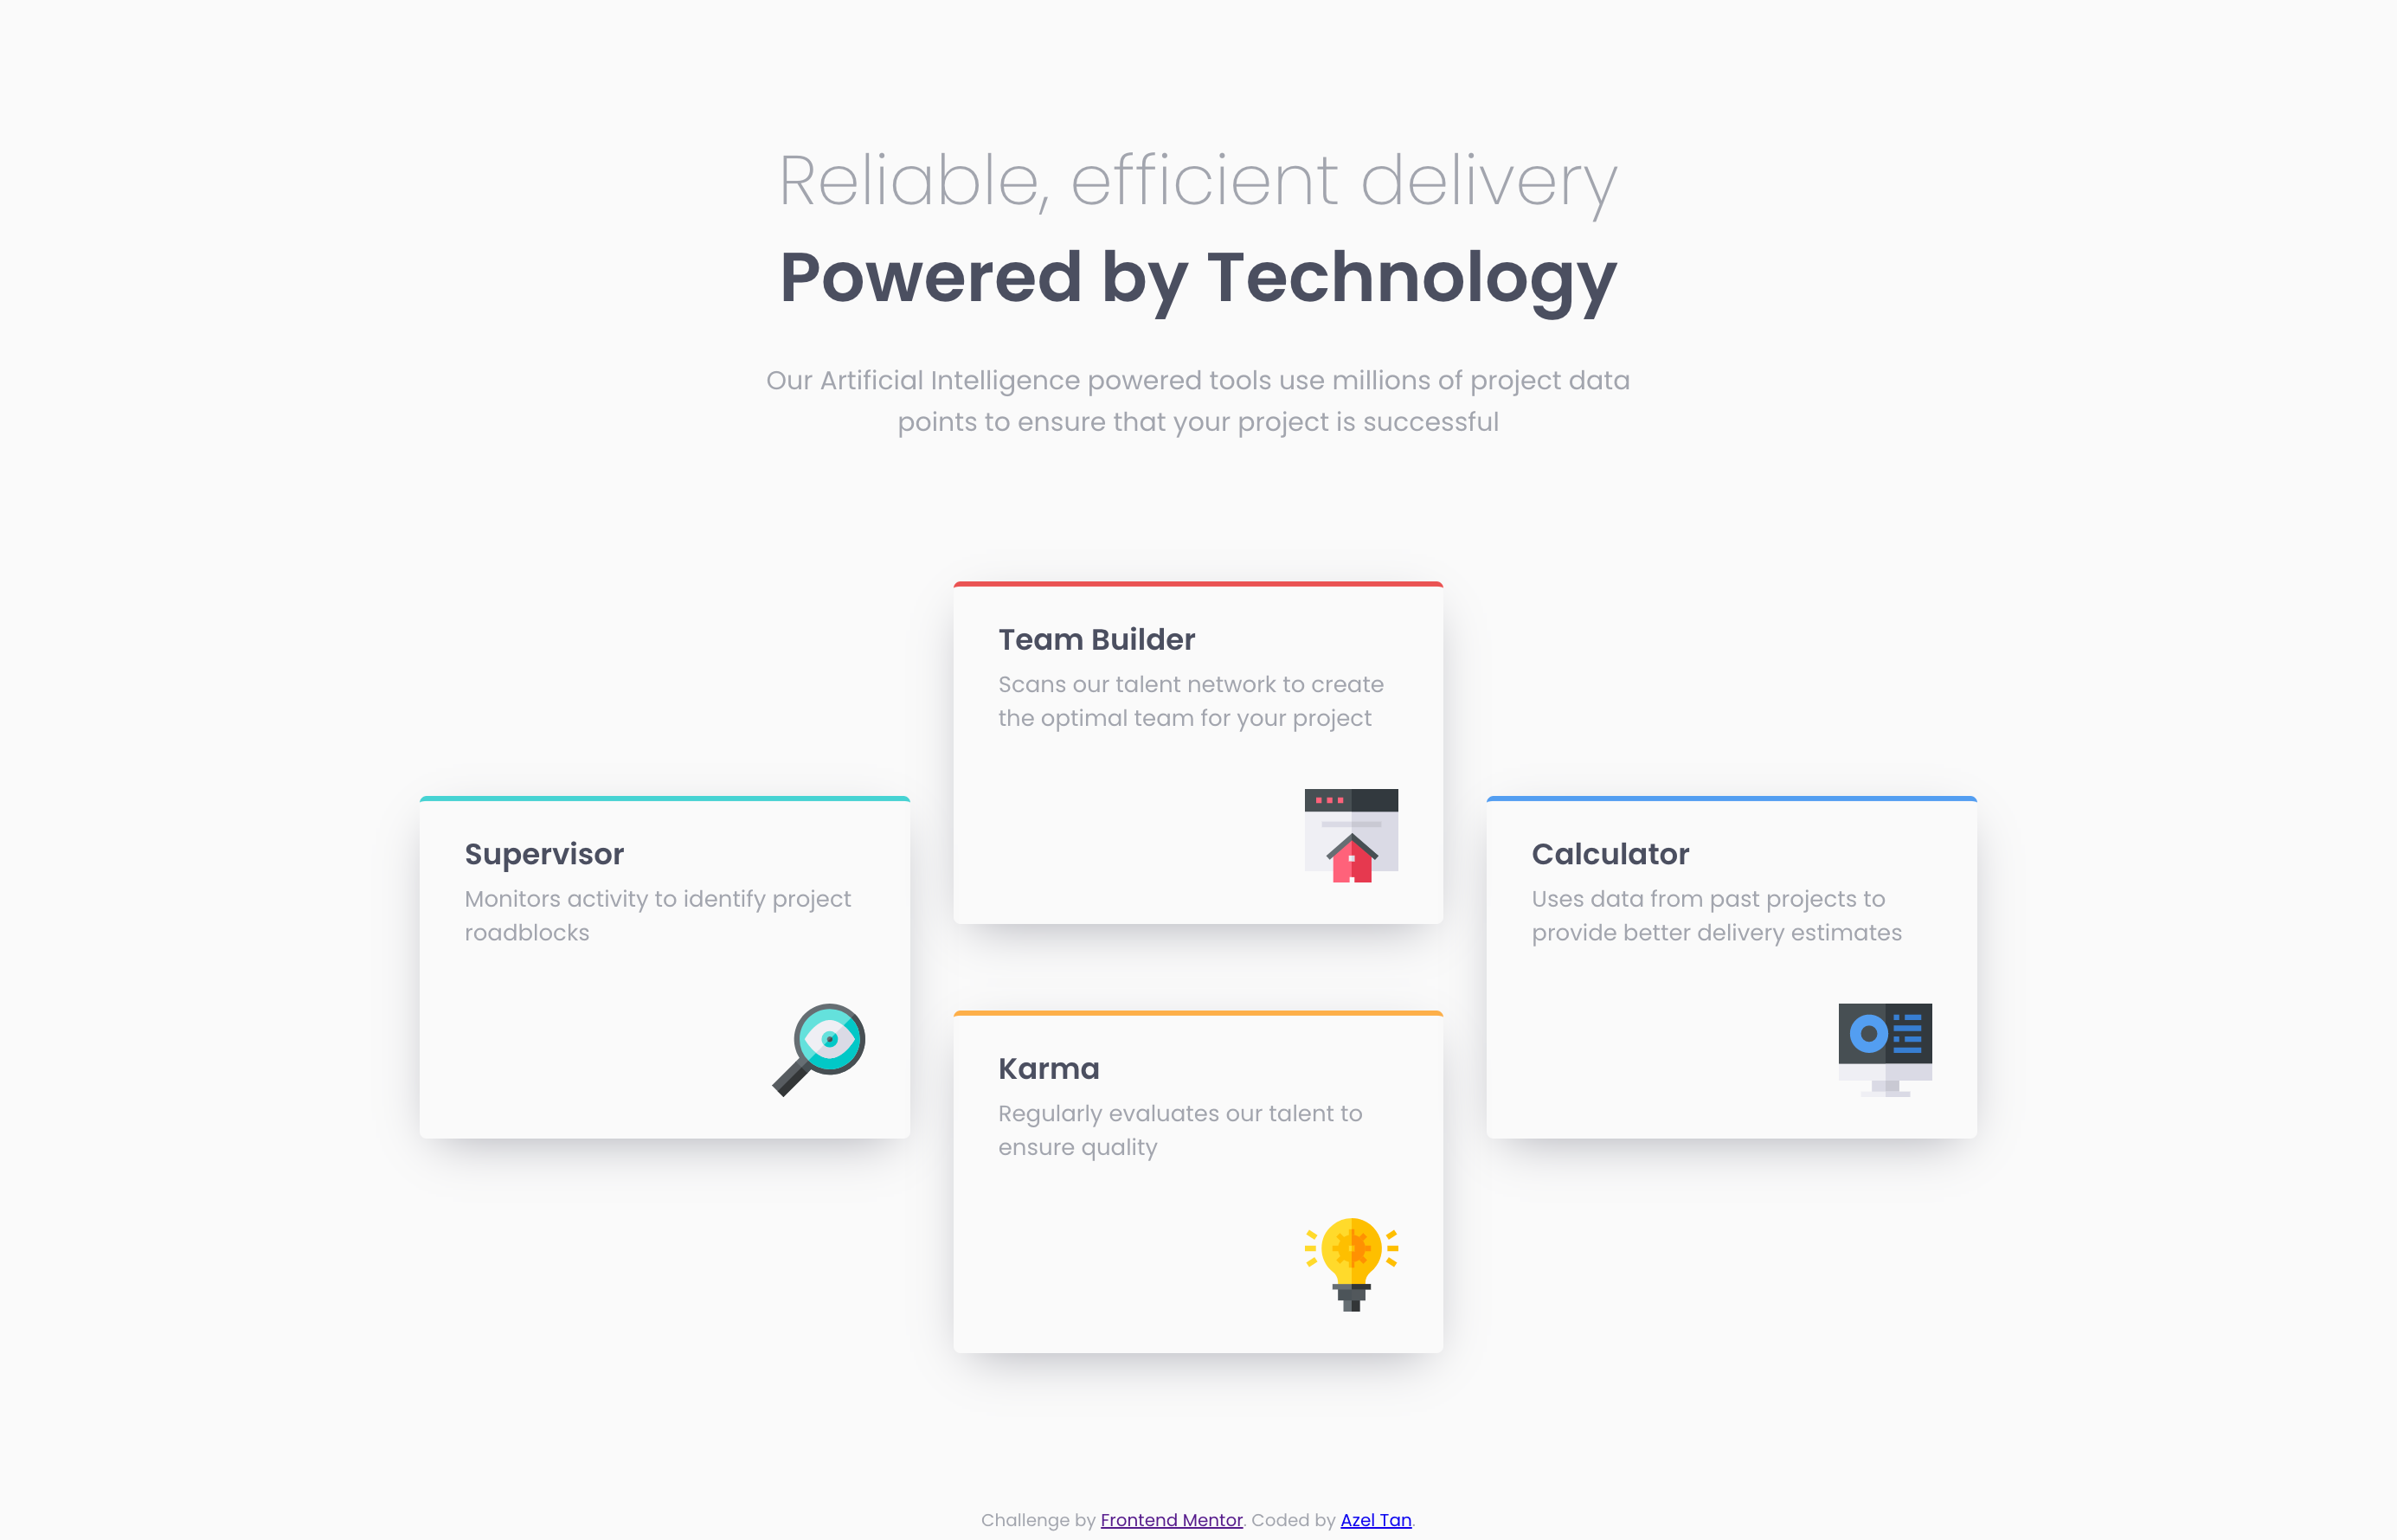 Reliable, efficient delivery
Powered by Technology
Our Artificial Intelligence powered tools use millions of project data
points to ensure that your project is successful
Team Builder
Scans our talent network to create
the optimal team for your project
Supervisor
Monitors activity to identify project
roadblocks
Calculator
Uses data from past projects to
provide better delivery estimates
Karma
Regularly evaluates our talent to
ensure quality
Challenge by Frontend Mentor. Coded by Azel Tan.